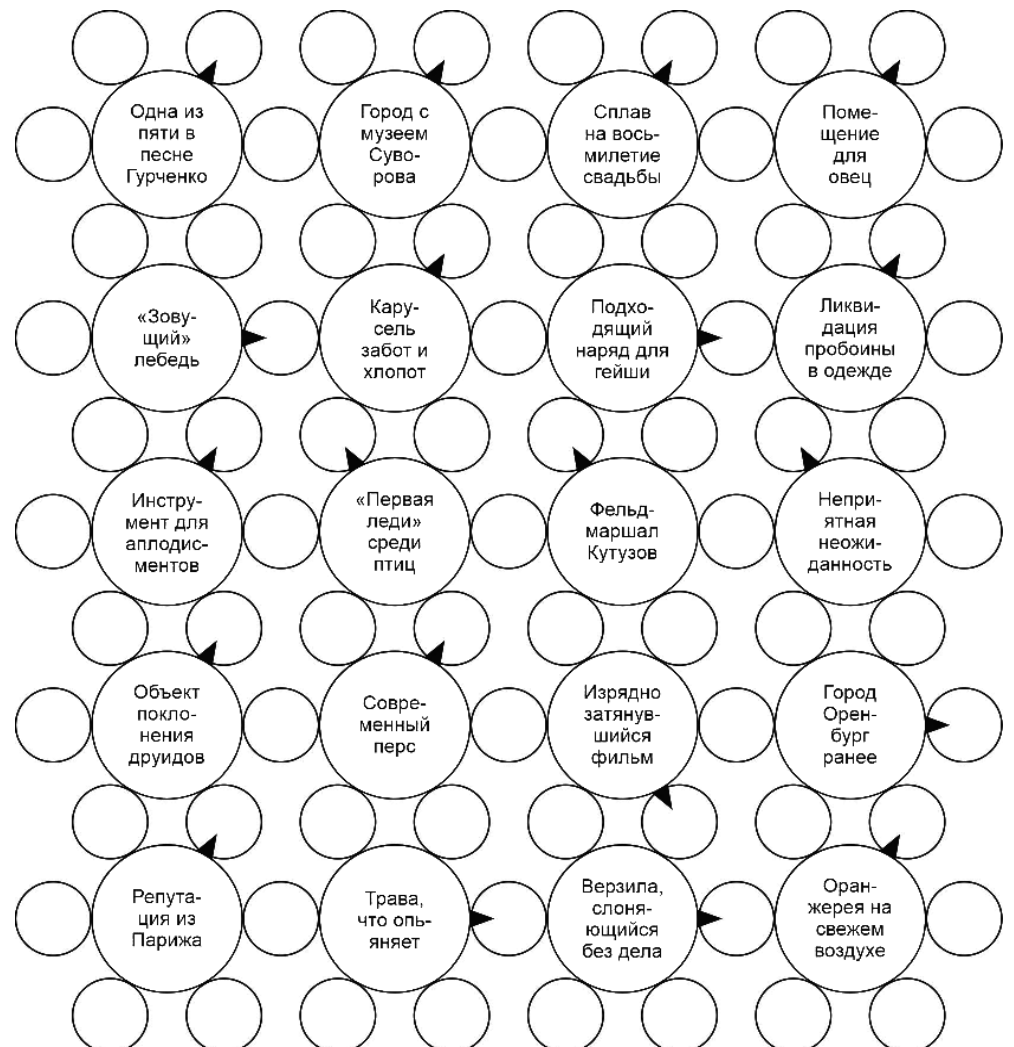 Одна из
пяти в
песне
Гурченко
Город с
музеем
Суво-
рова
Сплав
на вось-
милетие
свадьбы
Поме-
щение
для
овец
«Зову-
щий»
лебедь
Кару-
сель
забот и
хлопот
Подхо-
дящий
наряд для
гейши
Ликви-
дация
пробоины
в одежде
Инстру-
мент для
аплодис-
ментов
«Первая
леди»
среди
птиц
Фельд-
маршал
Кутузов
Непри-
ятная
неожи-
данность
Объект
покло-
нения
друидов
Совре-
менный
перс
Изрядно
затянув-
шийся
фильм
Город
Орен-
бург
ранее
Репута-
ция из
Парижа
Трава,
что опь-
яняет
Верзила,
слоня-
ющийся
без дела
Оран-
жерея на
свежем
воздухе